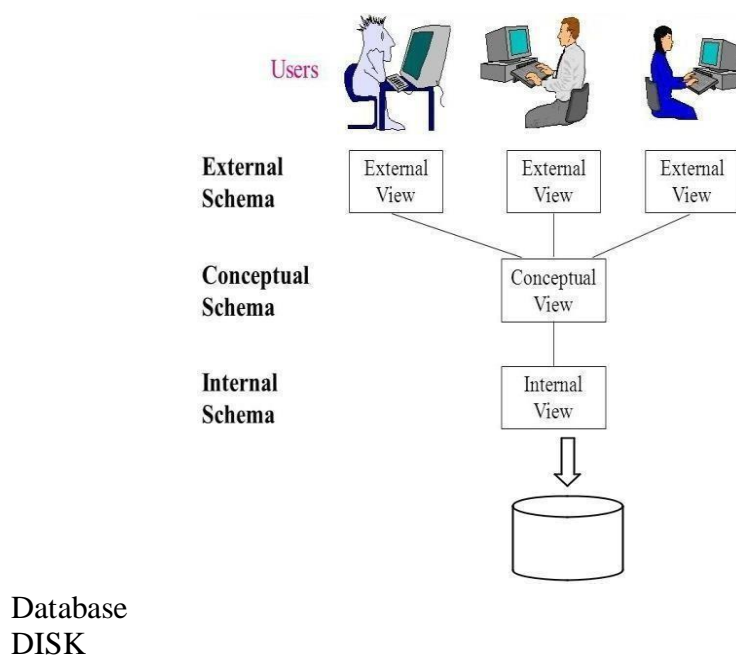 Users
External
Schema
External
View
External
View
External
View
Conceptual
Schema
Conceptual
View
Internal
Schema
Internal
View
Database
DISK